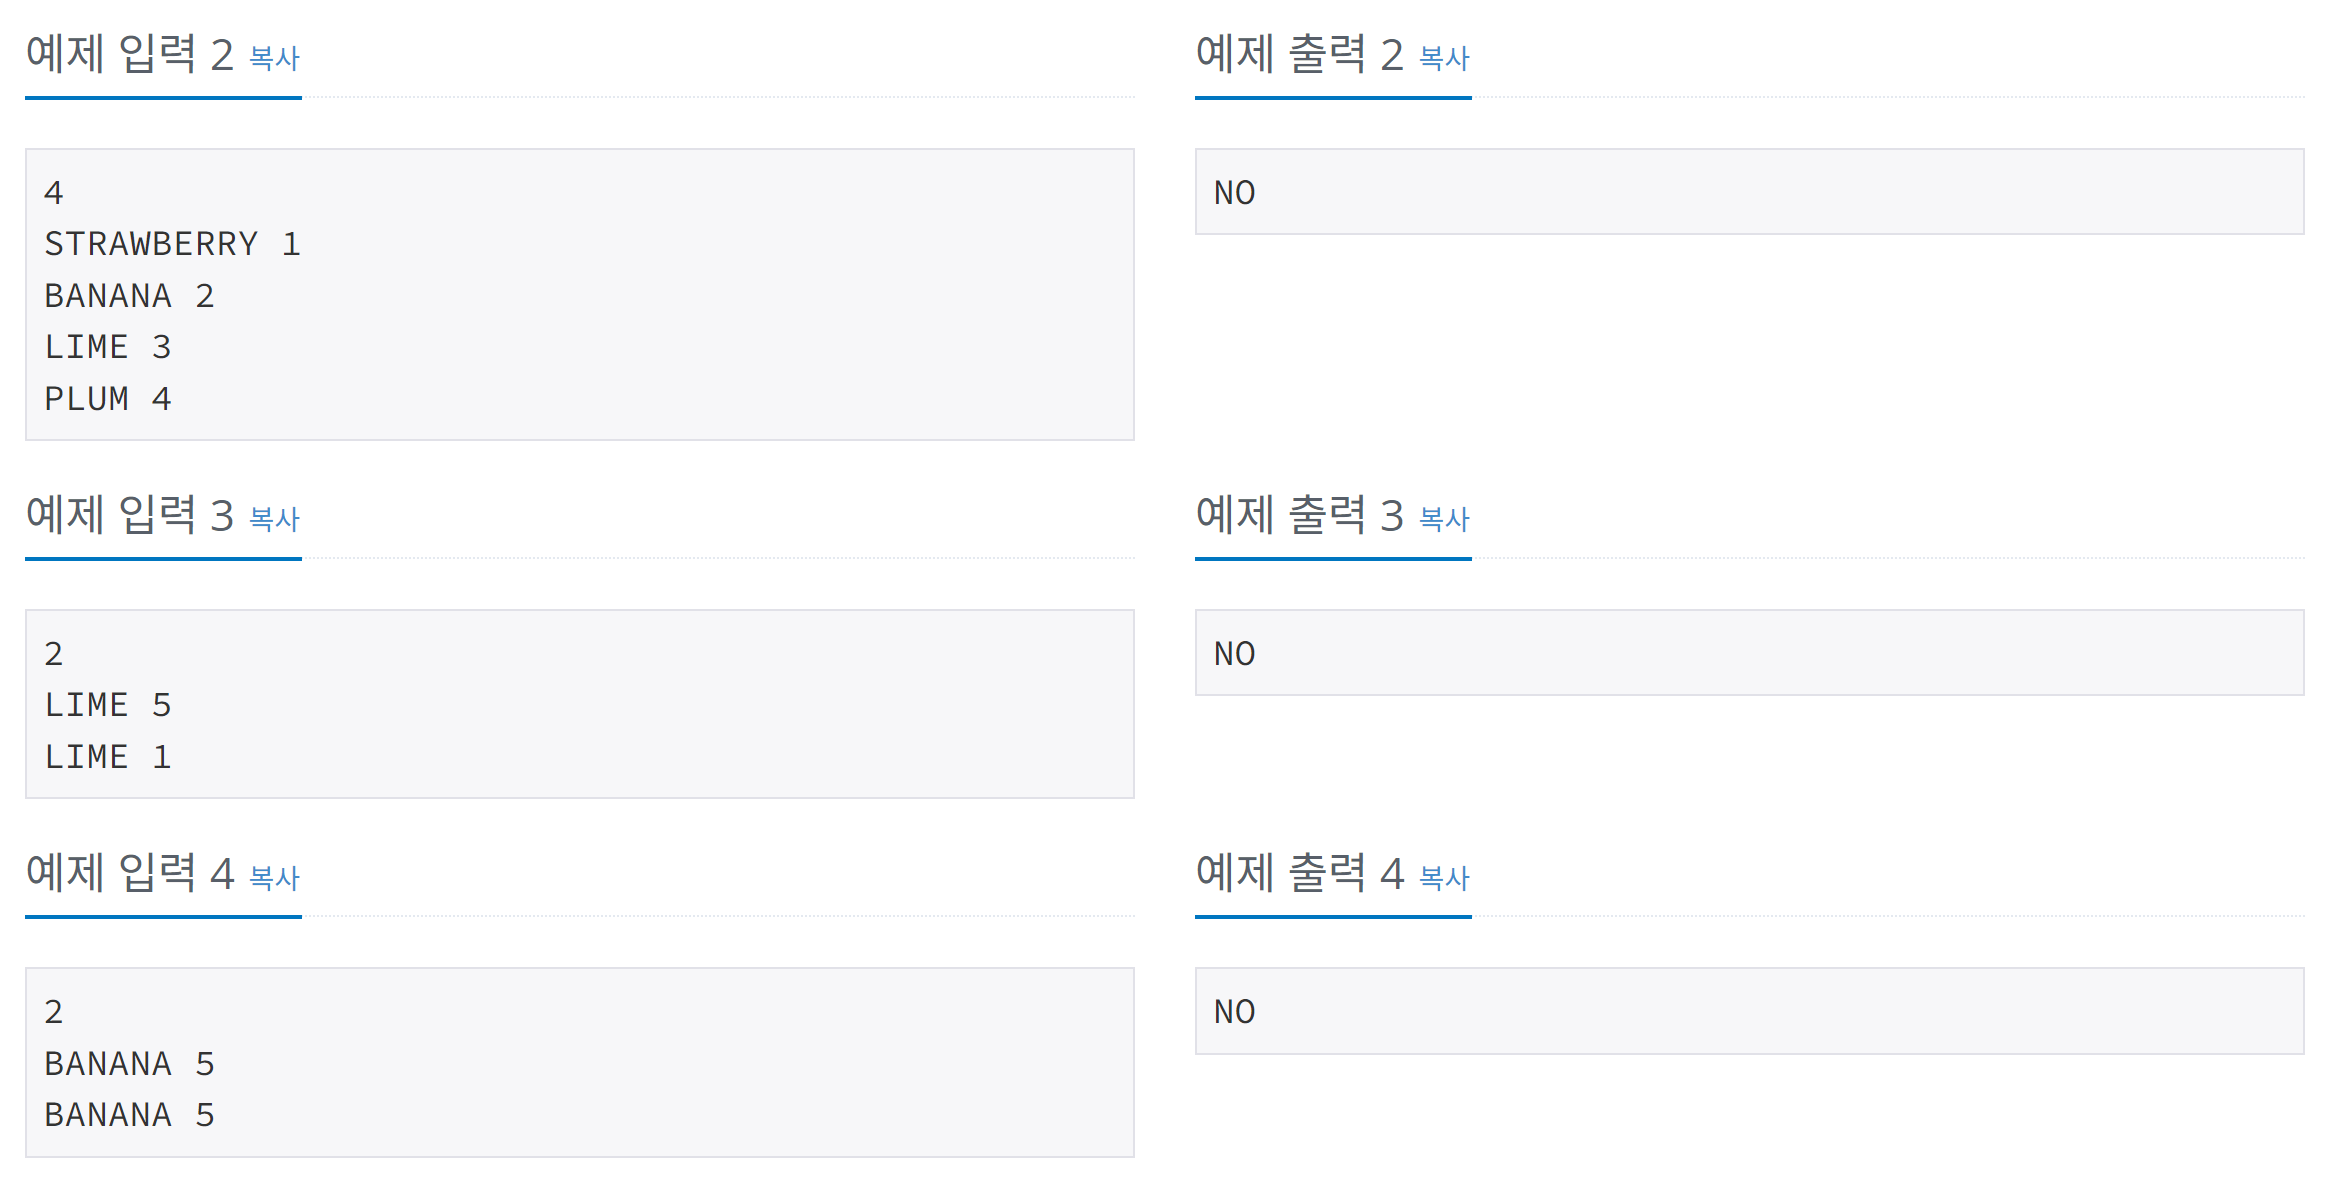 예제 입력 2 복사
4
STRAWBERRY 1
BANANA 2
LIME 3
PLUM 4
예제 출력 2 복사
NO
예제 입력 3 복사
2
LIME 5
LIME 1
예제 출력 3 복사
NO
예제 입력 4 복사
2
BANANA 5
BANANA 5
예제 출력 4 복사
NO